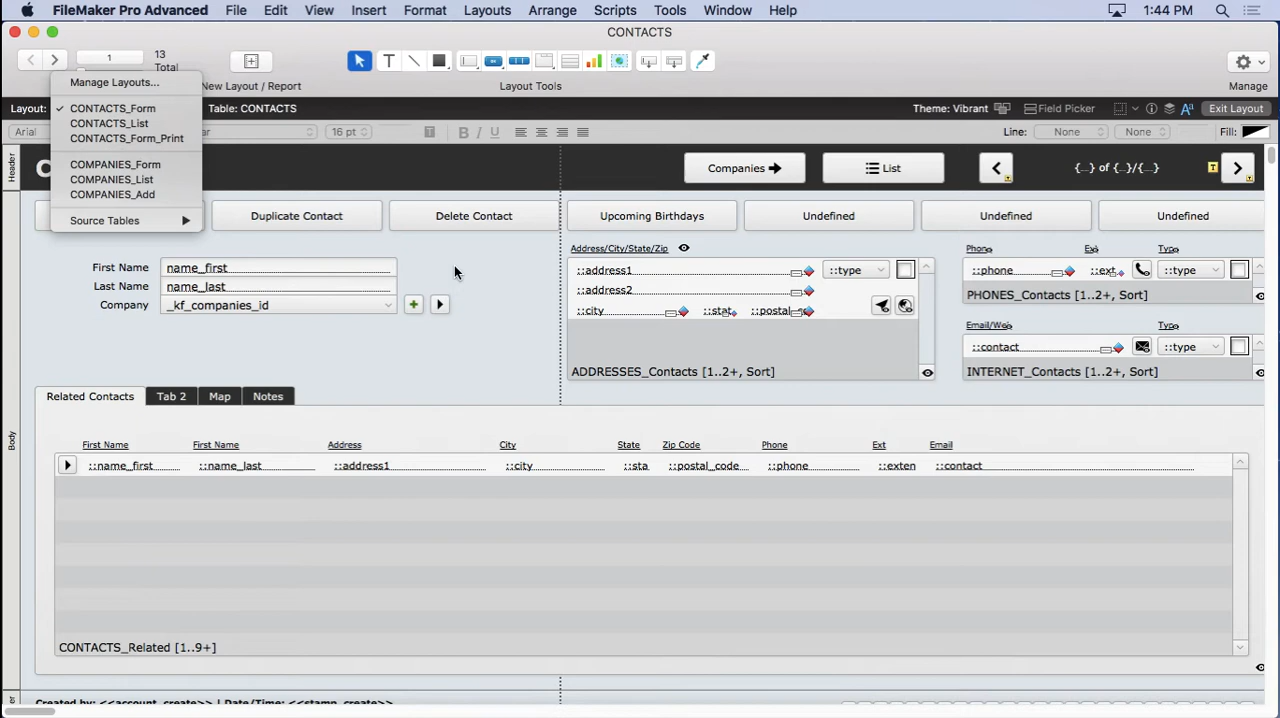 FileMaker Pro Advanced File Edit View Insert Format Layouts Arrange Scripts Tools Window Help 1:44 PM
CONTACTS
1
13
Total
New Layout / Report
Layout Tools
Manage
Manage Layouts...
CONTACTS_Form
CONTACTS_List
CONTACTS_Form_Print
COMPANIES_Form
COMPANIES_List
COMPANIES_Add
Source Tables
Layout: Table: CONTACTS Theme: Vibrant Field Picker Exit Layout
Arial 16 pt B I U Line: None None Fill:
Header
Companies List {...} of {...}/{...}
Duplicate Contact Delete Contact Upcoming Birthdays Undefined Undefined Undefined
First Name name_first
Last Name name_last
Company _kf_companies_id
Address/City/State/Zip
::address1 ::type
::address2
::city ::stat
ADDRESSES_Contacts [1..2+, Sort]
Phone Ext Type
::phone ::ext ::type
PHONES_Contacts [1..2+, Sort]
Email/Web Type
::contact ::type
INTERNET_Contacts [1..2+, Sort]
Related Contacts Tab 2 Map Notes
Body
First Name First Name Address City State Zip Code Phone Ext Email
::name_first ::name_last ::address1 ::city ::sta ::postal_code ::phone ::exten ::contact
CONTACTS_Related [1..9+]
Created by: <<account_create>> | Date/Time: <<stamp_create>>